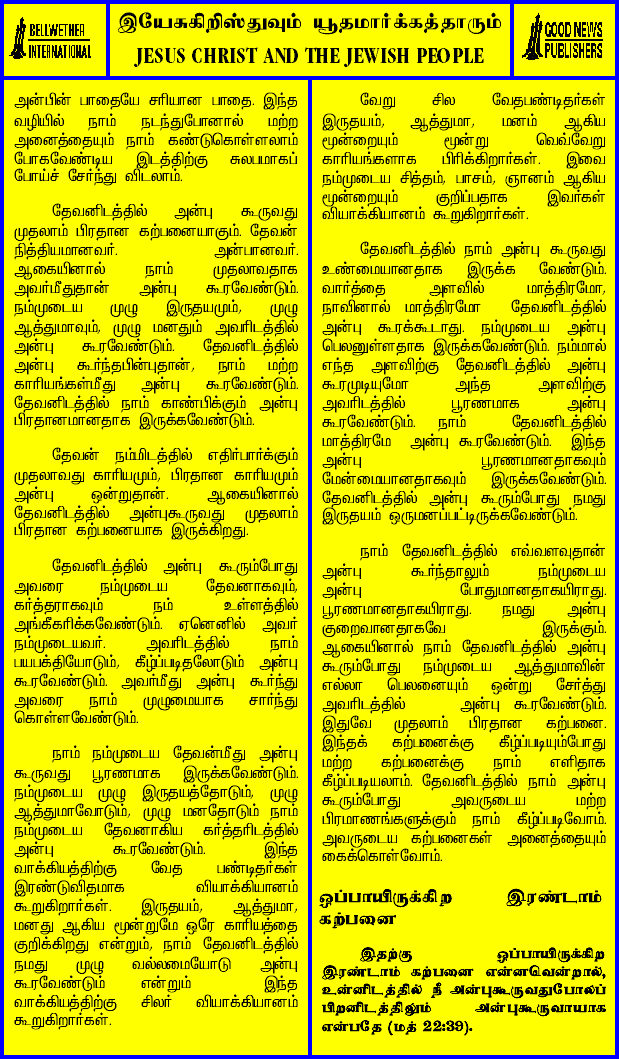 BELLWETHER
INTERNATIONAL
இயேசுகிறிஸ்துவும் யூதமார்க்கத்தாரும்
JESUS CHRIST AND THE JEWISH PEOPLE
GOOD NEWS
PUBLISHERS
அன்பின் பாதையே சரியான பாதை. இந்த
வழியில் நாம் நடந்துபோனால் மற்ற
அனைத்தையும் நாம் கண்டுகொள்ளலாம்
போகவேண்டிய இடத்திற்கு சுலபமாகப்
போய்ச் சேர்ந்து விடலாம்.
தேவனிடத்தில் அன்பு கூருவது
முதலாம் பிரதான கற்பனையாகும். தேவன்
நித்தியமானவர். அன்பானவர்.
ஆகையினால் நாம் முதலாவதாக
அவர்மீதுதான் அன்பு கூரவேண்டும்.
நம்முடைய முழு இருதயமும், முழு
ஆத்துமாவும், முழு மனதும் அவரிடத்தில்
அன்பு கூரவேண்டும். தேவனிடத்தில்
அன்பு கூர்ந்தபின்புதான், நாம் மற்ற
காரியங்கள்மீது அன்பு கூரவேண்டும்.
தேவனிடத்தில் நாம் காண்பிக்கும் அன்பு
பிரதானமானதாக இருக்கவேண்டும்.
தேவன் நம்மிடத்தில் எதிர்பார்க்கும்
முதலாவது காரியமும், பிரதான காரியமும்
அன்பு ஒன்றுதான். ஆகையினால்
தேவனிடத்தில் அன்புகூருவது முதலாம்
பிரதான கற்பனையாக இருக்கிறது.
தேவனிடத்தில் அன்பு கூரும்போது
அவரை நம்முடைய தேவனாகவும்,
கர்த்தராகவும் நம் உள்ளத்தில்
அங்கீகரிக்கவேண்டும். ஏனெனில் அவர்
நம்முடையவர். அவரிடத்தில் நாம்
பயபக்தியோடும், கீழ்ப்படிதலோடும் அன்பு
கூரவேண்டும். அவர்மீது அன்பு கூர்ந்து
அவரை நாம் முழுமையாக சார்ந்து
கொள்ளவேண்டும்.
நாம் நம்முடைய தேவன்மீது அன்பு
கூருவது பூரணமாக இருக்கவேண்டும்.
நம்முடைய முழு இருதயத்தோடும், முழு
ஆத்துமாவோடும், முழு மனதோடும் நாம்
நம்முடைய தேவனாகிய கர்த்தரிடத்தில்
அன்பு கூரவேண்டும். இந்த
வாக்கியத்திற்கு வேத பண்டிதர்கள்
இரண்டுவிதமாக வியாக்கியானம்
கூறுகிறார்கள். இருதயம், ஆத்துமா,
மனது ஆகிய மூன்றுமே ஒரே காரியத்தை
குறிக்கிறது என்றும், நாம் தேவனிடத்தில்
நமது முழு வல்லமையோடு அன்பு
கூரவேண்டும் என்றும் இந்த
வாக்கியத்திற்கு சிலர் வியாக்கியானம்
கூறுகிறார்கள்.
வேறு சில வேதபண்டிதர்கள்
இருதயம், ஆத்துமா, மனம் ஆகிய
மூன்றையும் மூன்று வெவ்வேறு
காரியங்களாக பிரிக்கிறார்கள். இவை
நம்முடைய சித்தம், பாசம், ஞானம் ஆகிய
மூன்றையும் குறிப்பதாக இவர்கள்
வியாக்கியானம் கூறுகிறார்கள்.
தேவனிடத்தில் நாம் அன்பு கூருவது
உண்மையானதாக இருக்க வேண்டும்.
வார்த்தை அளவில் மாத்திரமோ,
நாவினால் மாத்திரமோ தேவனிடத்தில்
அன்பு கூரக்கூடாது. நம்முடைய அன்பு
பெலனுள்ளதாக இருக்கவேண்டும். நம்மால்
எந்த அளவிற்கு தேவனிடத்தில் அன்பு
கூரமுடியுமோ அந்த அளவிற்கு
அவரிடத்தில் பூரணமாக அன்பு
கூரவேண்டும். நாம் தேவனிடத்தில்
மாத்திரமே அன்பு கூரவேண்டும். இந்த
அன்பு பூரணமானதாகவும்
மேன்மையானதாகவும் இருக்கவேண்டும்.
தேவனிடத்தில் அன்பு கூரும்போது நமது
இருதயம் ஒருமனப்பட்டிருக்கவேண்டும்.
நாம் தேவனிடத்தில் எவ்வளவுதான்
அன்பு கூர்ந்தாலும் நம்முடைய
அன்பு போதுமானதாகயிராது.
பூரணமானதாகயிராது. நமது அன்பு
குறைவானதாகவே இருக்கும்.
ஆகையினால் நாம் தேவனிடத்தில் அன்பு
கூரும்போது நம்முடைய ஆத்துமாவின்
எல்லா பெலனையும் ஒன்று சேர்த்து
அவரிடத்தில் அன்பு கூரவேண்டும்.
இதுவே முதலாம் பிரதான கற்பனை.
இந்தக் கற்பனைக்கு கீழ்ப்படியும்போது
மற்ற கற்பனைக்கு நாம் எளிதாக
கீழ்ப்படியலாம். தேவனிடத்தில் நாம் அன்பு
கூரும்போது அவருடைய மற்ற
பிரமாணங்களுக்கும் நாம் கீழ்ப்படிவோம்.
அவருடைய கற்பனைகள் அனைத்தையும்
கைக்கொள்வோம்.
ஒப்பாயிருக்கிற இரண்டாம்
கற்பனை
இதற்கு ஒப்பாயிருக்கிற
இரண்டாம் கற்பனை என்னவென்றால்,
உன்னிடத்தில் நீ அன்புகூருவதுபோலப்
பிறனிடத்திலும் அன்புகூருவாயாக
என்பதே (மத் 22:39).